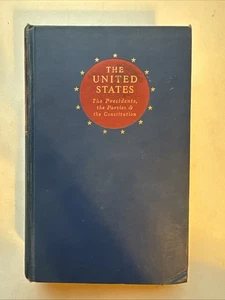 THE
UNITED
STATES
The Presidents,
the Parties &
the Constitution